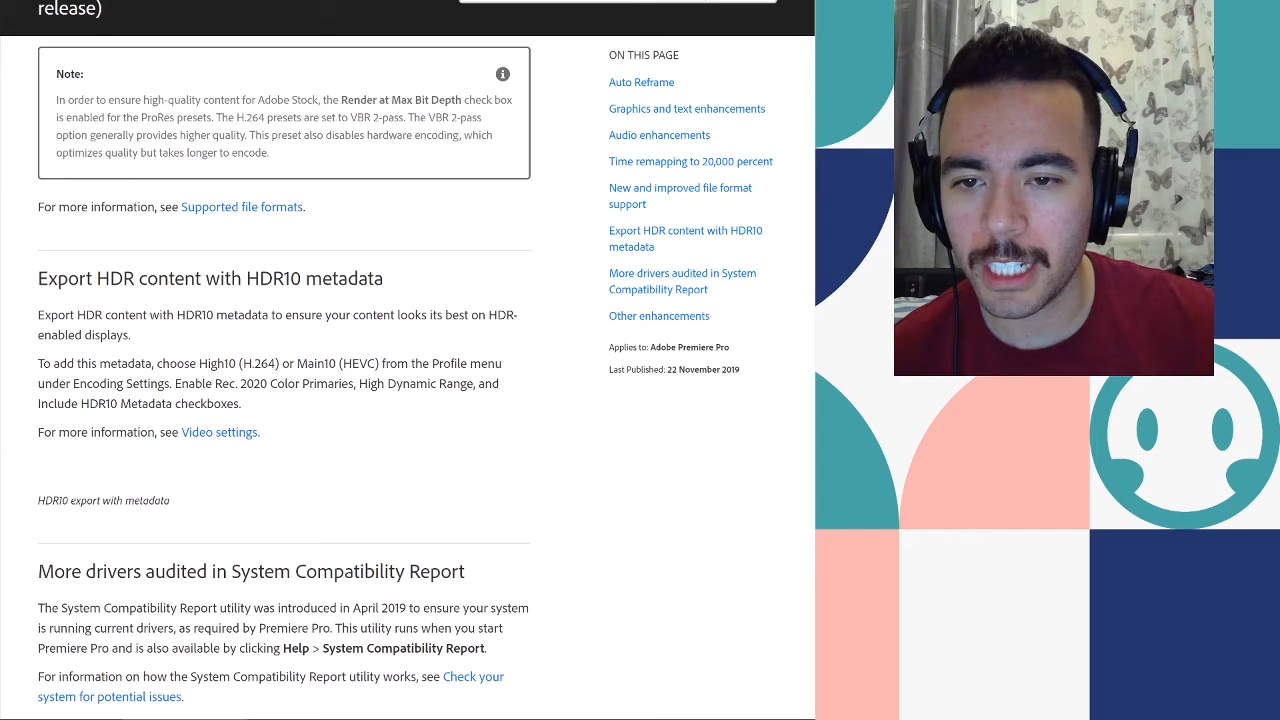 release)
Note:
In order to ensure high-quality content for Adobe Stock, the Render at Max Bit Depth check box
is enabled for the ProRes presets. The H.264 presets are set to VBR 2-pass. The VBR 2-pass
option generally provides higher quality. This preset also disables hardware encoding, which
optimizes quality but takes longer to encode.
For more information, see Supported file formats.
Export HDR content with HDR10 metadata
Export HDR content with HDR10 metadata to ensure your content looks its best on HDR-
enabled displays.
To add this metadata, choose High10 (H.264) or Main10 (HEVC) from the Profile menu
under Encoding Settings. Enable Rec. 2020 Color Primaries, High Dynamic Range, and
Include HDR10 Metadata checkboxes.
For more information, see Video settings.
HDR10 export with metadata
More drivers audited in System Compatibility Report
The System Compatibility Report utility was introduced in April 2019 to ensure your system
is running current drivers, as required by Premiere Pro. This utility runs when you start
Premiere Pro and is also available by clicking Help > System Compatibility Report.
For information on how the System Compatibility Report utility works, see Check your
system for potential issues.
ON THIS PAGE
Auto Reframe
Graphics and text enhancements
Audio enhancements
Time remapping to 20,000 percent
New and improved file format
support
Export HDR content with HDR10
metadata
More drivers audited in System
Compatibility Report
Other enhancements
Applies to: Adobe Premiere Pro
Last Published: 22 November 2019